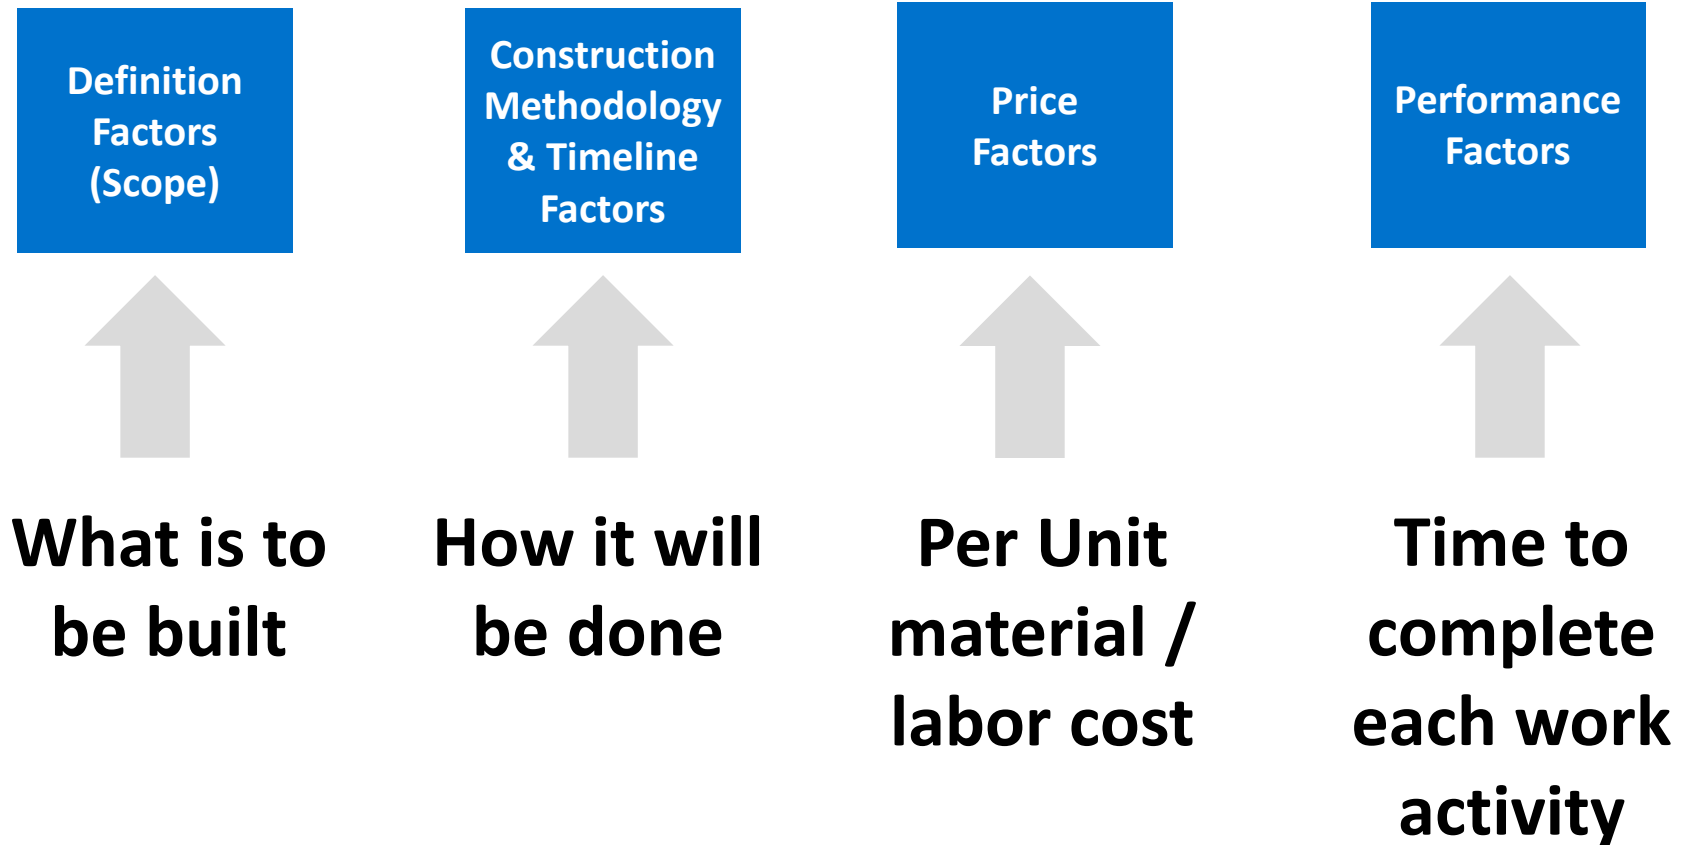 Definition
Factors
(Scope)
Construction
Methodology
& Timeline
Factors
Price
Factors
Performance
Factors
What is to
be built
How it will
be done
Per Unit
material /
labor cost
Time to
complete
each work
activity